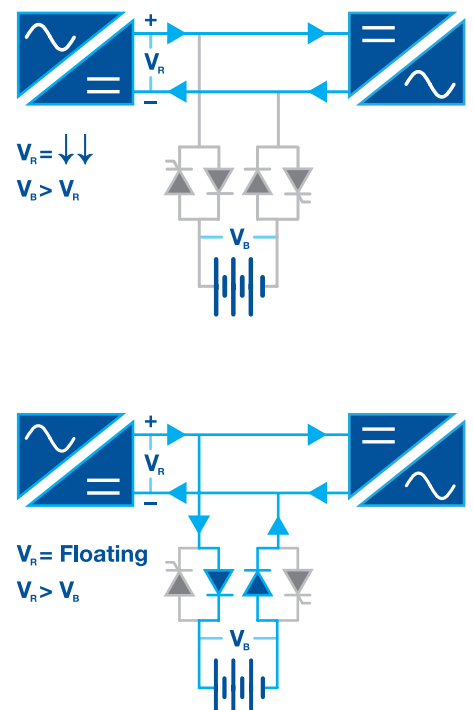 +
VR
−
VR = ↓↓
VB > VR
VB
+
VR
−
VR = Floating
VR > VB
VB